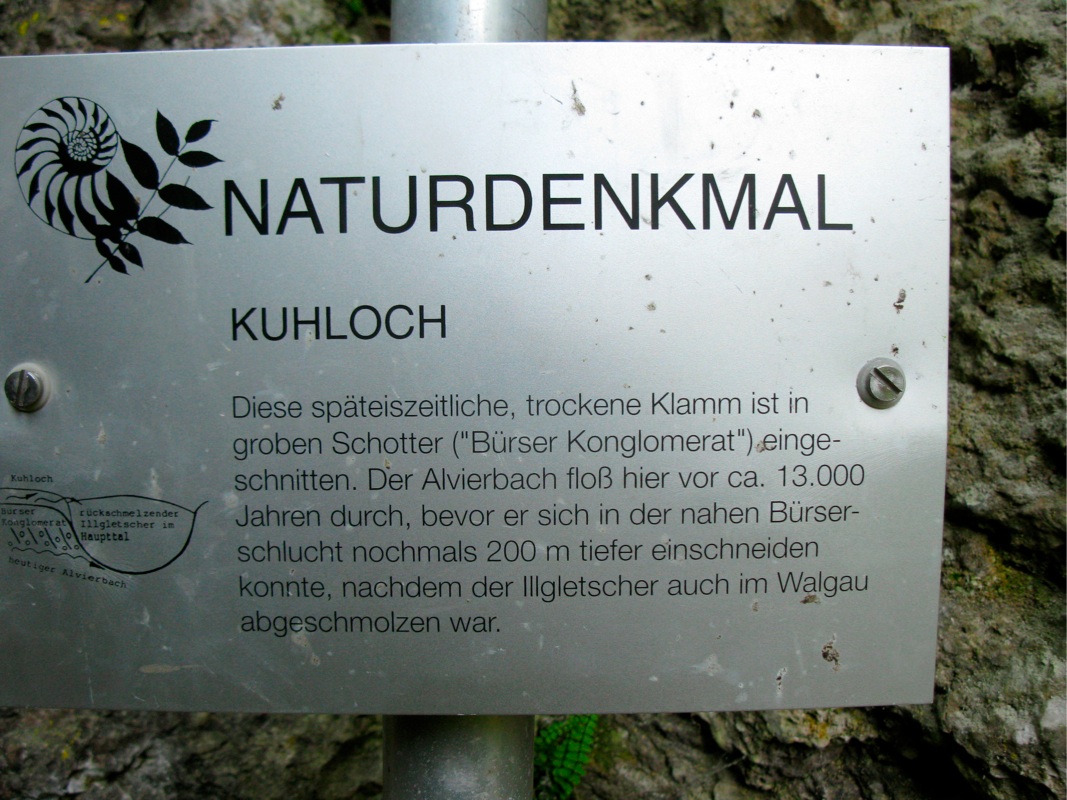 NATURDENKMAL
KUHLOCH
Diese späteiszeitliche, trockene Klamm ist in
groben Schotter ("Bürser Konglomerat") einge-
schnitten. Der Alvierbach floß hier vor ca. 13.000
Jahren durch, bevor er sich in der nahen Bürser-
schlucht nochmals 200 m tiefer einschneiden
konnte, nachdem der Illgletscher auch im Walgau
abgeschmolzen war.
Kuhloch
Bürser
Konglomerat
rückschmelzender
Illgletscher im
Haupttal
heutiger Alvierbach